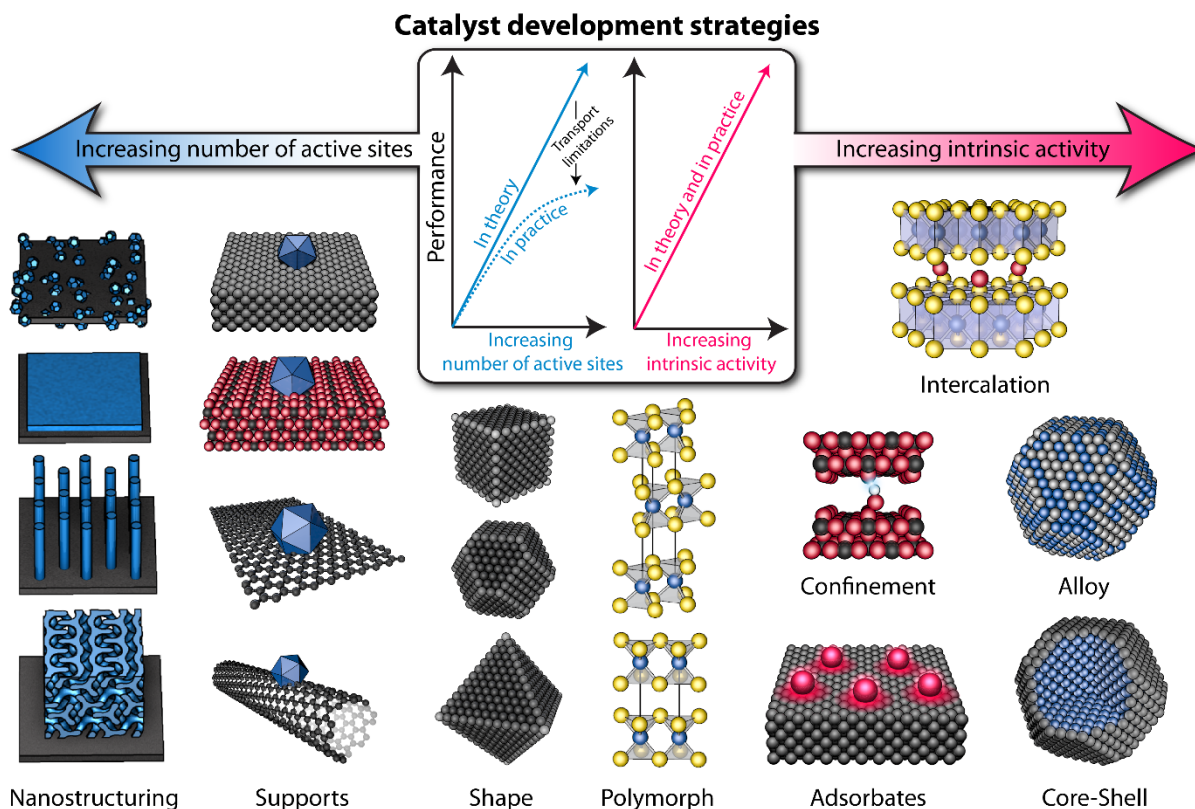 Catalyst development strategies
Increasing number of active sites
Performance
In theory
In practice
Transport
limitations
Increasing
number of active sites
In theory and in practice
Increasing
intrinsic activity
Increasing intrinsic activity
Intercalation
Confinement
Alloy
Nanostructuring
Supports
Shape
Polymorph
Adsorbates
Core-Shell